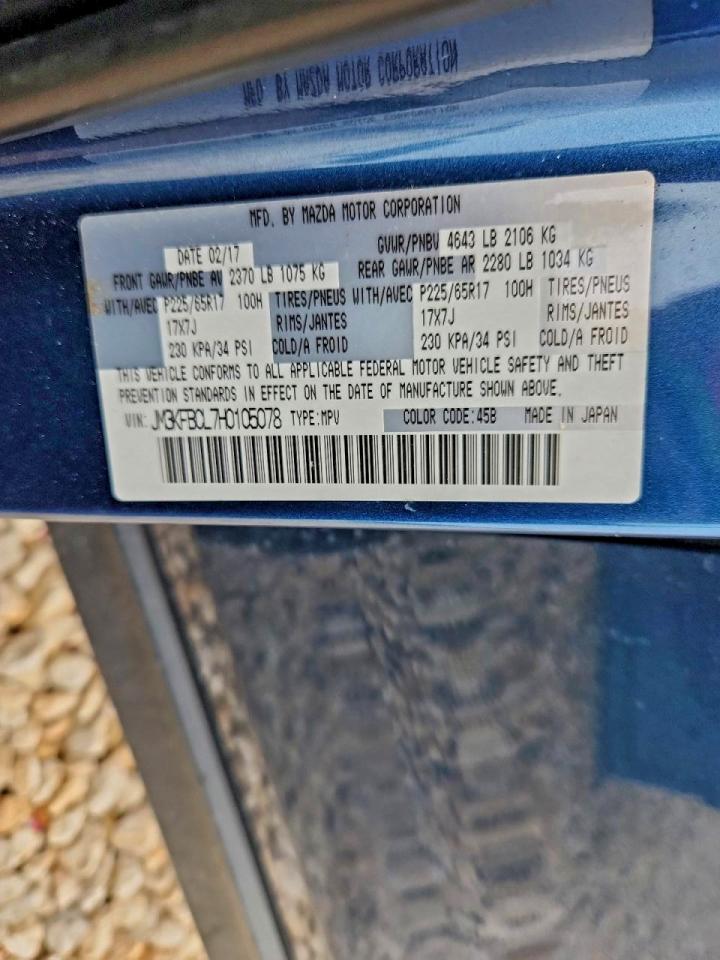 MFD. BY MAZDA MOTOR CORPORATION
MFD. BY MAZDA MOTOR CORPORATION
DATE 02/17 GVWR/PNBV 4643 LB 2106 KG
FRONT GAWR/PNBE AV 2370 LB 1075 KG REAR GAWR/PNBE AR 2280 LB 1034 KG
WITH/AVEC P225/65R17 100H TIRES/PNEUS WITH/AVEC P225/65R17 100H TIRES/PNEUS
17X7J RIMS/JANTES 17X7J RIMS/JANTES
230 KPA/34 PSI COLD/A FROID 230 KPA/34 PSI COLD/A FROID
THIS VEHICLE CONFORMS TO ALL APPLICABLE FEDERAL MOTOR VEHICLE SAFETY AND THEFT
PREVENTION STANDARDS IN EFFECT ON THE DATE OF MANUFACTURE SHOWN ABOVE.
VIN: JM3KFBCL7H0105078 TYPE:MPV COLOR CODE:45B MADE IN JAPAN